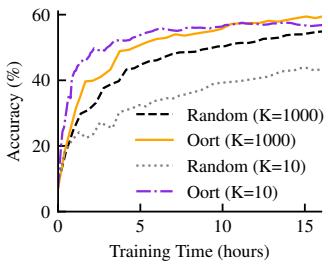 60
40
20
0
Accuracy (%)
Random (K=1000)
Oort (K=1000)
Random (K=10)
Oort (K=10)
0 5 10 15
Training Time (hours)